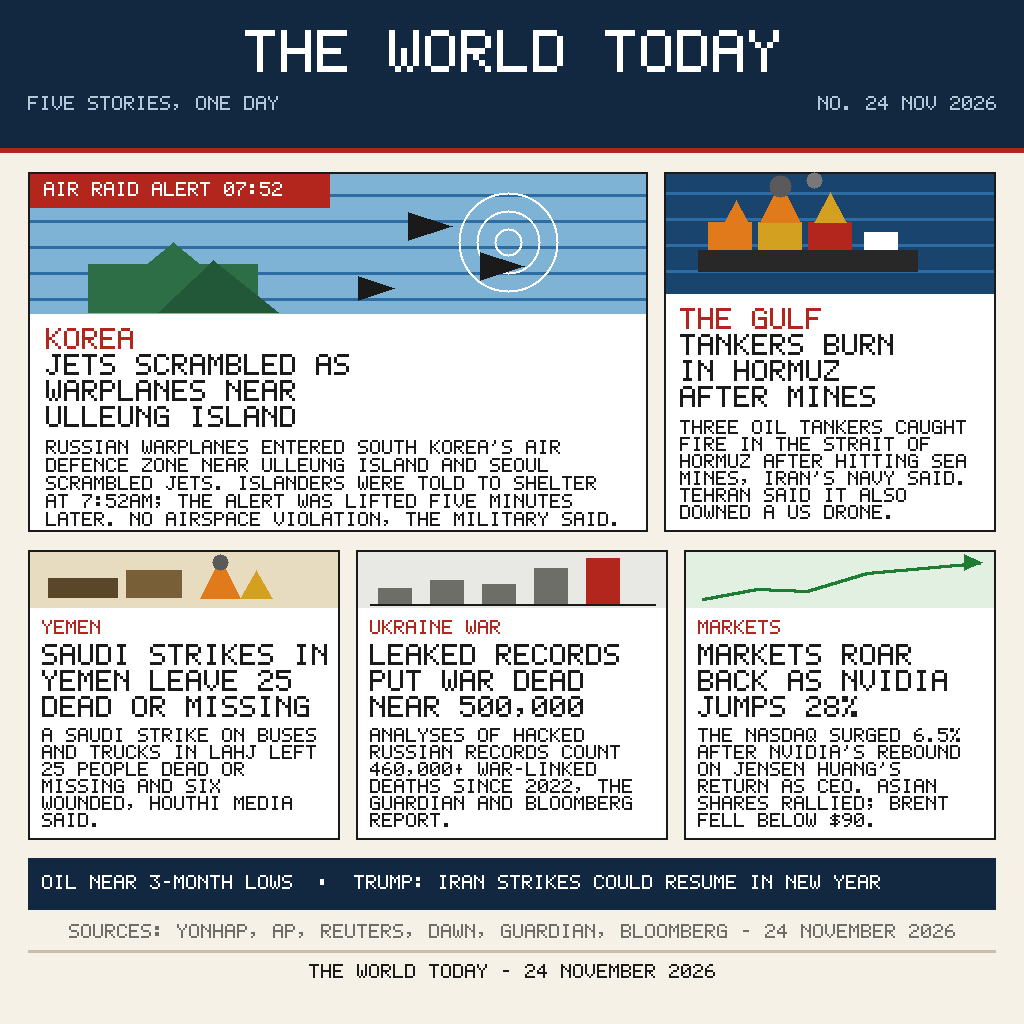 THE WORLD TODAY
FIVE STORIES, ONE DAY
NO. 24 NOV 2026
AIR RAID ALERT 07:52
KOREA
JETS SCRAMBLED AS
WARPLANES NEAR
ULLEUNG ISLAND
RUSSIAN WARPLANES ENTERED SOUTH KOREA'S AIR
DEFENCE ZONE NEAR ULLEUNG ISLAND AND SEOUL
SCRAMBLED JETS. ISLANDERS WERE TOLD TO SHELTER
AT 7:52AM; THE ALERT WAS LIFTED FIVE MINUTES
LATER. NO AIRSPACE VIOLATION, THE MILITARY SAID.
THE GULF
TANKERS BURN
IN HORMUZ
AFTER MINES
THREE OIL TANKERS CAUGHT
FIRE IN THE STRAIT OF
HORMUZ AFTER HITTING SEA
MINES, IRAN'S NAVY SAID.
TEHRAN SAID IT ALSO
DOWNED A US DRONE.
YEMEN
SAUDI STRIKES IN
YEMEN LEAVE 25
DEAD OR MISSING
A SAUDI STRIKE ON BUSES
AND TRUCKS IN LAHJ LEFT
25 PEOPLE DEAD OR
MISSING AND SIX
WOUNDED, HOUTHI MEDIA
SAID.
UKRAINE WAR
LEAKED RECORDS
PUT WAR DEAD
NEAR 500,000
ANALYSES OF HACKED
RUSSIAN RECORDS COUNT
460,000+ WAR-LINKED
DEATHS SINCE 2022, THE
GUARDIAN AND BLOOMBERG
REPORT.
MARKETS
MARKETS ROAR
BACK AS NVIDIA
JUMPS 28%
THE NASDAQ SURGED 6.5%
AFTER NVIDIA'S REBOUND
ON JENSEN HUANG'S
RETURN AS CEO. ASIAN
SHARES RALLIED; BRENT
FELL BELOW $90.
OIL NEAR 3-MONTH LOWS · TRUMP: IRAN STRIKES COULD RESUME IN NEW YEAR
SOURCES: YONHAP, AP, REUTERS, DAWN, GUARDIAN, BLOOMBERG - 24 NOVEMBER 2026
THE WORLD TODAY - 24 NOVEMBER 2026